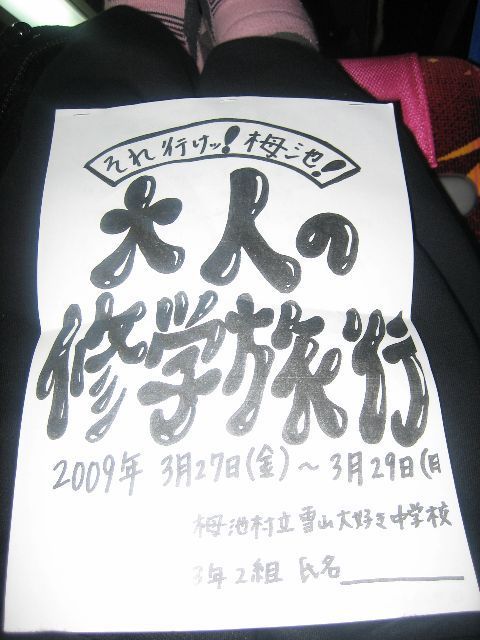 それ行けッ!栂池!
大人の
修学旅行
2009年 3月27日(金)~3月29日(日
栂池村立雪山大好き中学校
3年2組 氏名